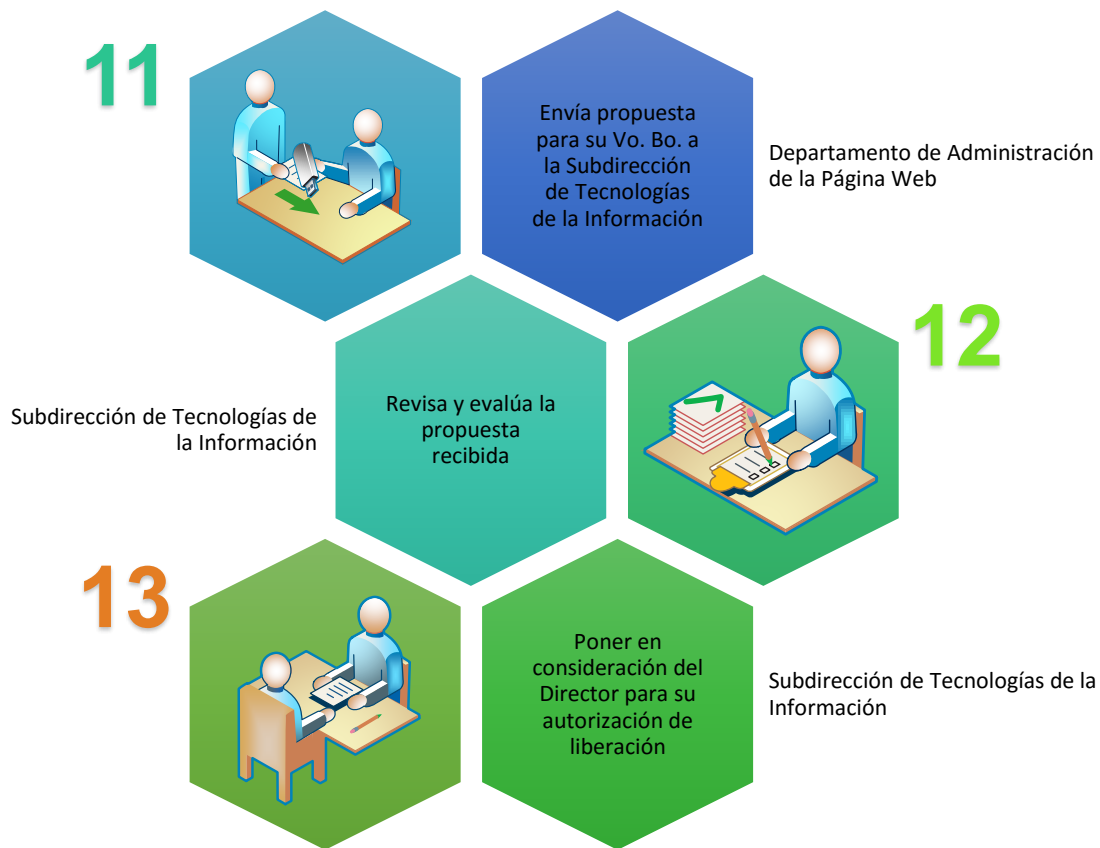 11
Envía propuesta
para su Vo. Bo. a
la Subdirección
de Tecnologías
de la Información
Departamento de Administración
de la Página Web
12
Subdirección de Tecnologías de
la Información
Revisa y evalúa la
propuesta
recibida
13
Poner en
consideración del
Director para su
autorización de
liberación
Subdirección de Tecnologías de la
Información